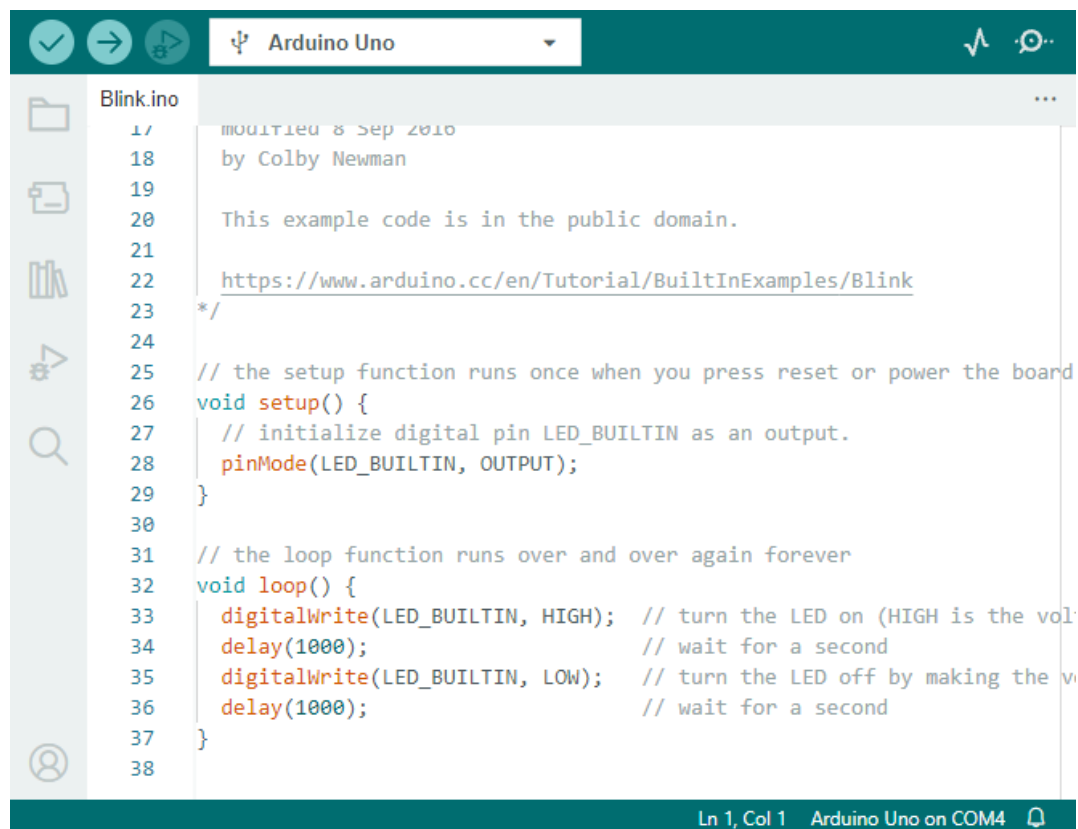 Arduino Uno
Blink.ino
17 modified 8 Sep 2016
18 by Colby Newman
19
20 This example code is in the public domain.
21
22 https://www.arduino.cc/en/Tutorial/BuiltInExamples/Blink
23 */
24
25 // the setup function runs once when you press reset or power the board
26 void setup() {
27 // initialize digital pin LED_BUILTIN as an output.
28 pinMode(LED_BUILTIN, OUTPUT);
29 }
30
31 // the loop function runs over and over again forever
32 void loop() {
33 digitalWrite(LED_BUILTIN, HIGH); // turn the LED on (HIGH is the
34 delay(1000); // wait for a second
35 digitalWrite(LED_BUILTIN, LOW); // turn the LED off by making the
36 delay(1000); // wait for a second
37 }
38
Ln 1, Col 1 Arduino Uno on COM4